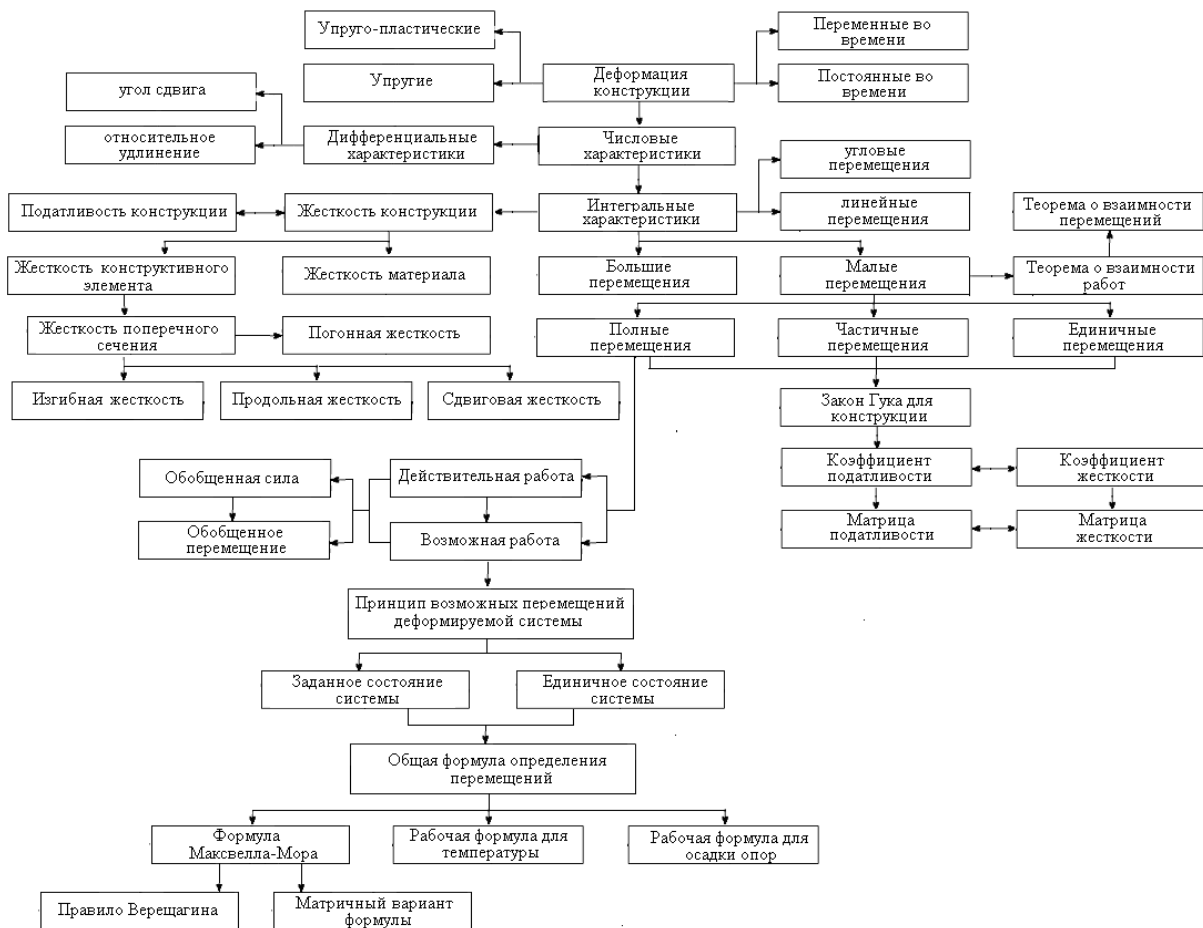 Упруго-пластические
Переменные во
времени
Упругие
Деформация
конструкции
Постоянные во
времени
угол сдвига
относительное
удлинение
Дифференциальные
характеристики
Числовые
характеристики
угловые
перемещения
Податливость конструкции
Жесткость конструкции
Интегральные
характеристики
линейные
перемещения
Теорема о взаимности
перемещений
Жесткость конструктивного
элемента
Жесткость материала
Большие
перемещения
Малые
перемещения
Теорема о взаимности
работ
Жесткость поперечного
сечения
Погонная жесткость
Полные
перемещения
Частичные
перемещения
Единичные
перемещения
Изгибная жесткость
Продольная жесткость
Сдвиговая жесткость
Закон Гука для
конструкции
Обобщенная сила
Действительная работа
Коэффициент
податливости
Коэффициент
жесткости
Обобщенное
перемещение
Возможная работа
Матрица
податливости
Матрица
жесткости
Принцип возможных перемещений
деформируемой системы
Заданное состояние
системы
Единичное состояние
системы
Общая формула определения
перемещений
Формула
Максвелла-Мора
Рабочая формула для
температуры
Рабочая формула для
осадки опор
Правило Верещагина
Матричный вариант
формулы